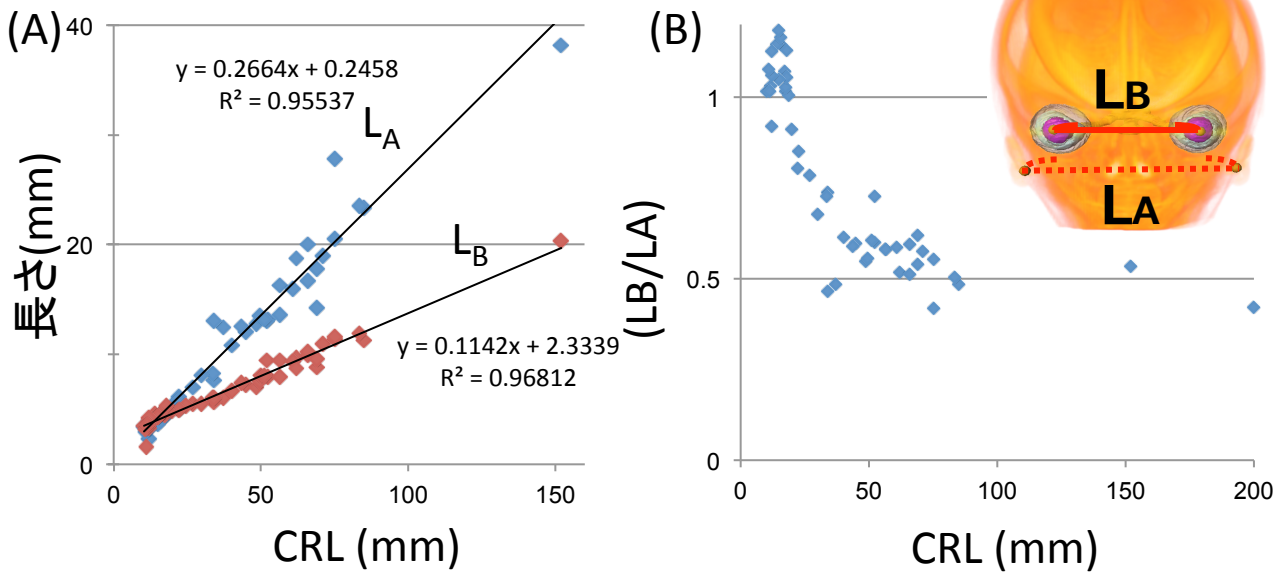 (A)
長さ(mm)
40
20
0
y = 0.2664x + 0.2458
R² = 0.95537
LA
LB
y = 0.1142x + 2.3339
R² = 0.96812
0 50 100 150
CRL (mm)
(B)
(LB/LA)
1
0.5
0
LB
LA
0 50 100 150 200
CRL (mm)